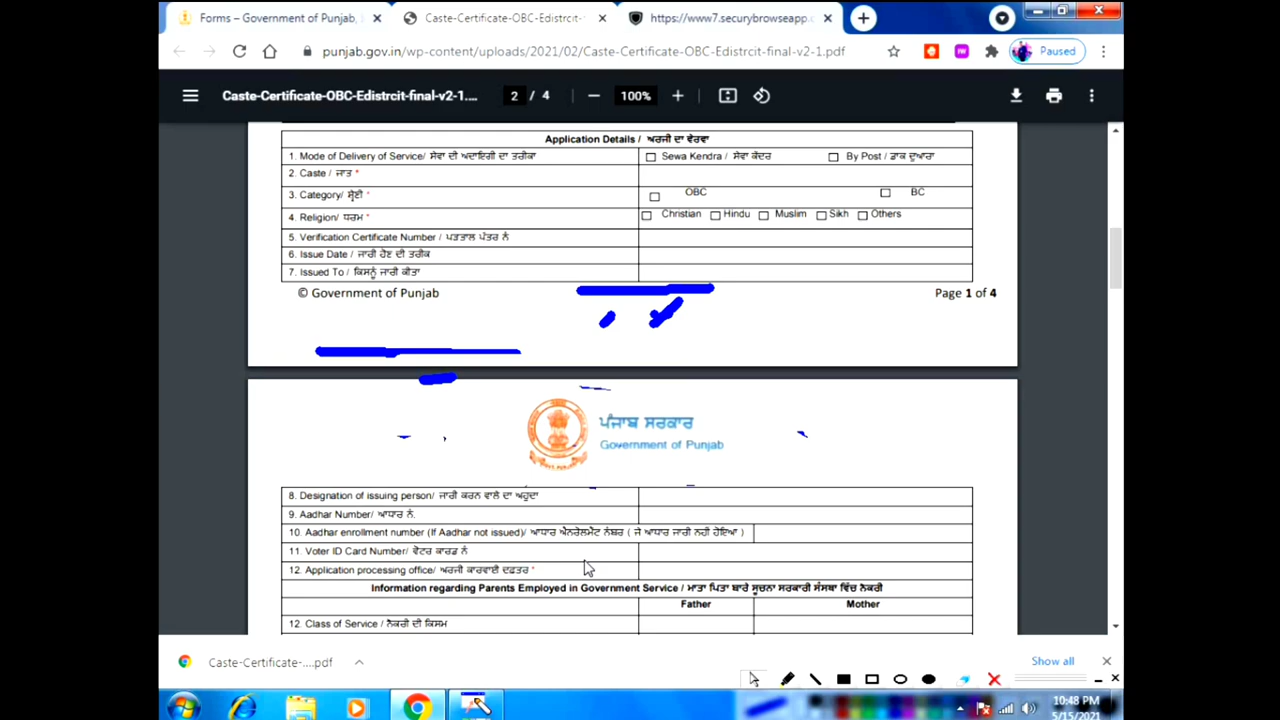 Forms – Government of Punjab, I
Caste-Certificate-OBC-Edistrcit-
https://www7.securybrowseapp.c
punjab.gov.in/wp-content/uploads/2021/02/Caste-Certificate-OBC-Edistrcit-final-v2-1.pdf
Paused
Caste-Certificate-OBC-Edistrcit-final-v2-1....
2 / 4
100%
Application Details / ਅਰਜੀ ਦਾ ਵੇਰਵਾ
1. Mode of Delivery of Service/ ਸੇਵਾ ਦੀ ਅਦਾਇਗੀ ਦਾ ਤਰੀਕਾ Sewa Kendra / ਸੇਵਾ ਕੇਂਦਰ By Post / ਡਾਕ ਦੁਆਰਾ
2. Caste / ਜਾਤ *
3. Category/ ਸ਼੍ਰੇਣੀ * OBC BC
4. Religion/ ਧਰਮ * Christian Hindu Muslim Sikh Others
5. Verification Certificate Number / ਪੜਤਾਲ ਪੱਤਰ ਨੰ
6. Issue Date / ਜਾਰੀ ਹੋਣ ਦੀ ਤਰੀਕ
7. Issued To / ਕਿਸਨੂੰ ਜਾਰੀ ਕੀਤਾ
© Government of Punjab Page 1 of 4
ਪੰਜਾਬ ਸਰਕਾਰ
Government of Punjab
8. Designation of issuing person/ ਜਾਰੀ ਕਰਨ ਵਾਲੇ ਦਾ ਅਹੁਦਾ
9. Aadhar Number/ ਆਧਾਰ ਨੰ.
10. Aadhar enrollment number (If Aadhar not issued)/ ਆਧਾਰ ਐਨਰੋਲਮੈਂਟ ਨੰਬਰ ( ਜੇ ਆਧਾਰ ਜਾਰੀ ਨਹੀ ਹੋਇਆ )
11. Voter ID Card Number/ ਵੋਟਰ ਕਾਰਡ ਨੰ
12. Application processing office/ ਅਰਜੀ ਕਾਰਵਾਈ ਦਫ਼ਤਰ *
Information regarding Parents Employed in Government Service / ਮਾਤਾ ਪਿਤਾ ਬਾਰੇ ਸੂਚਨਾ ਸਰਕਾਰੀ ਸੰਸਥਾ ਵਿੱਚ ਨੋਕਰੀ
Father Mother
12. Class of Service / ਨੌਕਰੀ ਦੀ ਕਿਸਮ
Caste-Certificate-....pdf
Show all
10:48 PM
5/15/2021